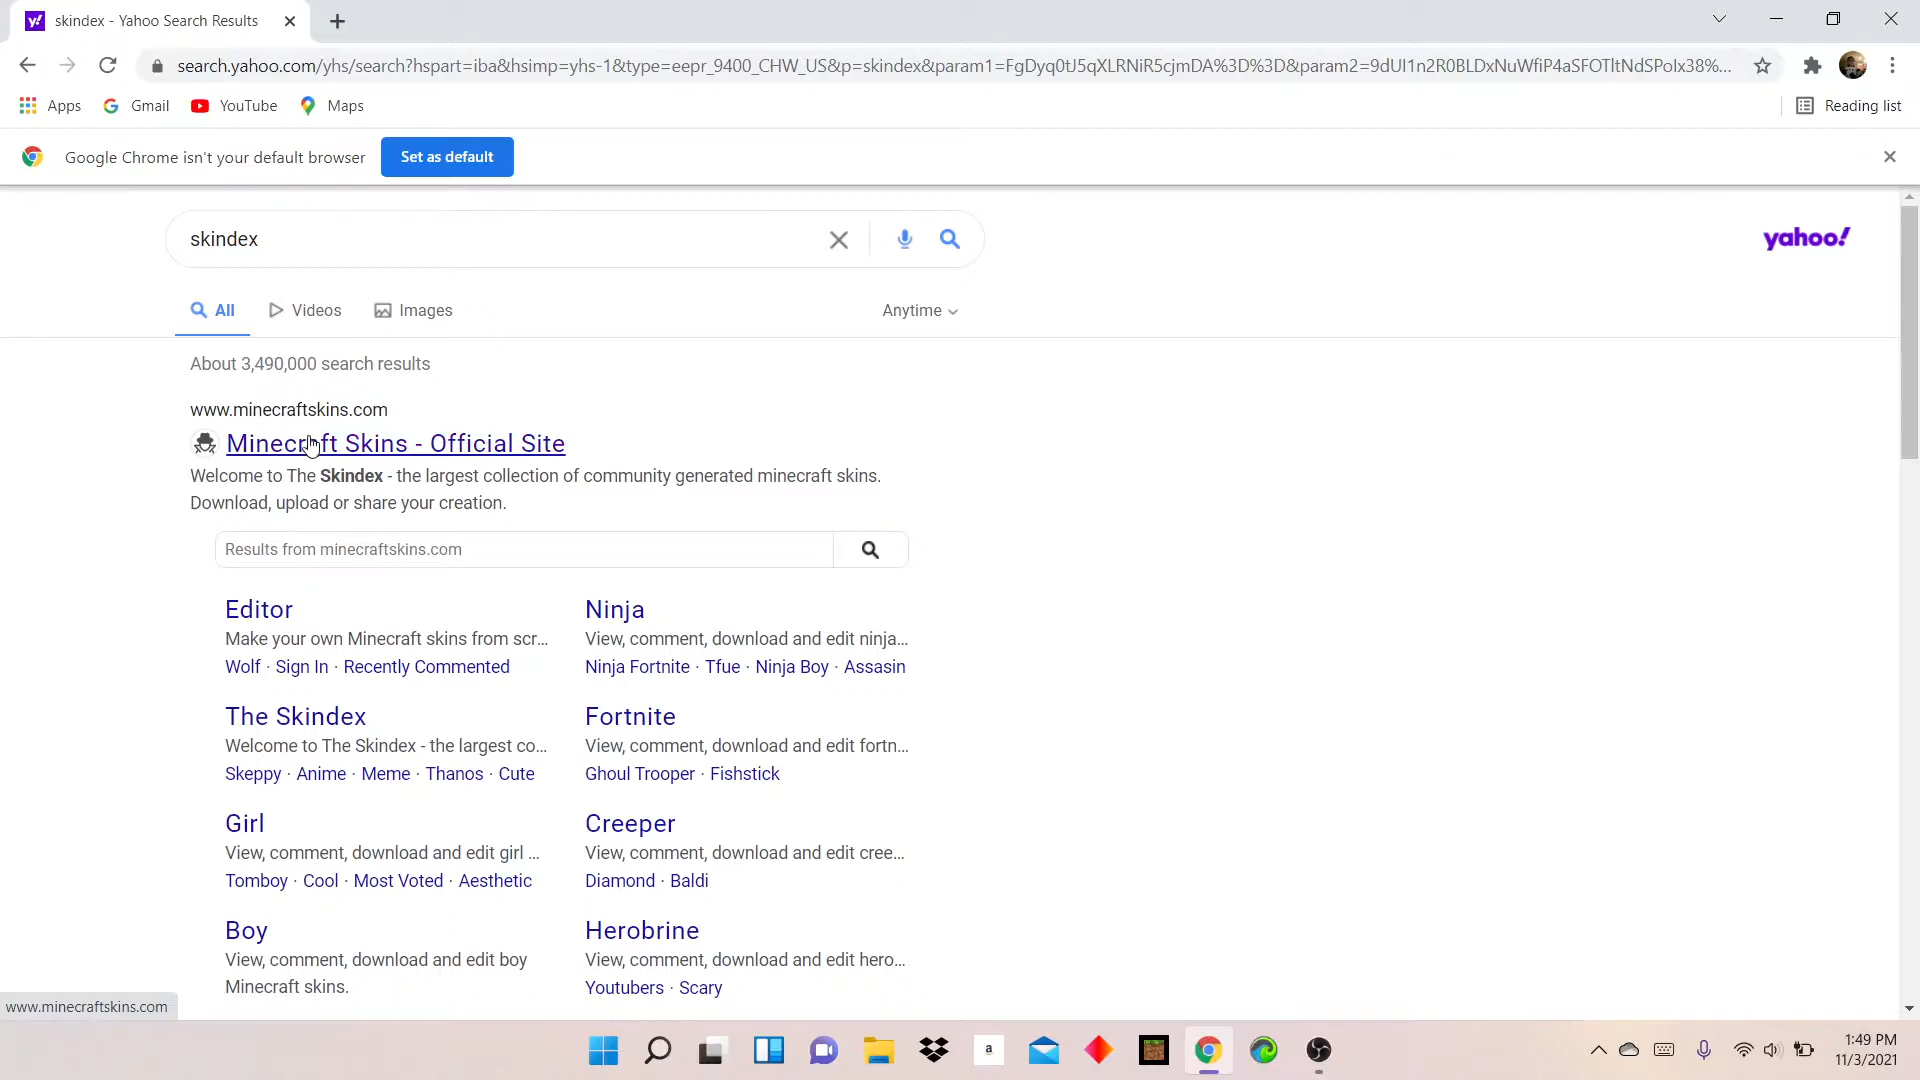 skindex - Yahoo Search Results
search.yahoo.com/yhs/search?hspart=iba&hsimp=yhs-1&type=eepr_9400_CHW_US&p=skindex&param1=FgDyq0tJ5qXLRNiR5cjmDA%3D%3D&param2=9dUI1n2R0BLDxNuWfiP4aSFOTltNdSPoIx38%...
Apps Gmail YouTube Maps Reading list
Google Chrome isn't your default browser Set as default
skindex
yahoo!
All Videos Images Anytime
About 3,490,000 search results
www.minecraftskins.com
Minecraft Skins - Official Site
Welcome to The Skindex - the largest collection of community generated minecraft skins.
Download, upload or share your creation.
Results from minecraftskins.com
Editor
Make your own Minecraft skins from scr...
Wolf · Sign In · Recently Commented
Ninja
View, comment, download and edit ninja...
Ninja Fortnite · Tfue · Ninja Boy · Assasin
The Skindex
Welcome to The Skindex - the largest co...
Skeppy · Anime · Meme · Thanos · Cute
Fortnite
View, comment, download and edit fortn...
Ghoul Trooper · Fishstick
Girl
View, comment, download and edit girl ...
Tomboy · Cool · Most Voted · Aesthetic
Creeper
View, comment, download and edit cree...
Diamond · Baldi
Boy
View, comment, download and edit boy
Minecraft skins.
Herobrine
View, comment, download and edit hero...
Youtubers · Scary
www.minecraftskins.com
1:49 PM
11/3/2021